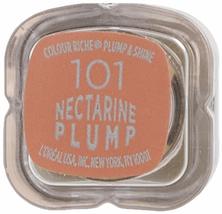 COLOUR RICHE® PLUMP & SHINE
101
NECTARINE
PLUMP
L'ORÉAL USA, INC. NEW YORK, NY 10001